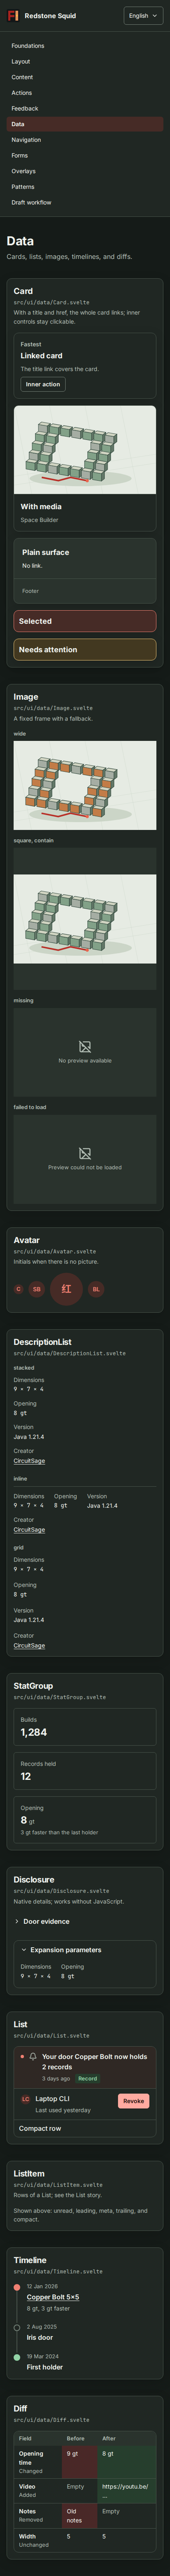 Redstone Squid
English
Foundations
Layout
Content
Actions
Feedback
Data
Navigation
Forms
Overlays
Patterns
Draft workflow
Data
Cards, lists, images, timelines, and diffs.
Card
src/ui/data/Card.svelte
With a title and href, the whole card links; inner
controls stay clickable.
Fastest
Linked card
The title link covers the card.
Inner action
With media
Space Builder
Plain surface
No link.
Footer
Selected
Needs attention
Image
src/ui/data/Image.svelte
A fixed frame with a fallback.
wide
square, contain
missing
No preview available
failed to load
Preview could not be loaded
Avatar
src/ui/data/Avatar.svelte
Initials when there is no picture.
C
SB
红
BL
DescriptionList
src/ui/data/DescriptionList.svelte
stacked
Dimensions
9 × 7 × 4
Opening
8 gt
Version
Java 1.21.4
Creator
CircuitSage
inline
Dimensions Opening Version
9 × 7 × 4 8 gt Java 1.21.4
Creator
CircuitSage
grid
Dimensions
9 × 7 × 4
Opening
8 gt
Version
Java 1.21.4
Creator
CircuitSage
StatGroup
src/ui/data/StatGroup.svelte
Builds
1,284
Records held
12
Opening
8 gt
3 gt faster than the last holder
Disclosure
src/ui/data/Disclosure.svelte
Native details; works without JavaScript.
Door evidence
Expansion parameters
Dimensions Opening
9 × 7 × 4 8 gt
List
src/ui/data/List.svelte
Your door Copper Bolt now holds
2 records
3 days ago Record
LC Laptop CLI
Last used yesterday
Revoke
Compact row
ListItem
src/ui/data/ListItem.svelte
Rows of a List; see the List story.
Shown above: unread, leading, meta, trailing, and
compact.
Timeline
src/ui/data/Timeline.svelte
12 Jan 2026
Copper Bolt 5×5
8 gt, 3 gt faster
2 Aug 2025
Iris door
19 Mar 2024
First holder
Diff
src/ui/data/Diff.svelte
Field Before After
Opening time 9 gt 8 gt
Changed
Video Empty https://youtu.be/…
Added
Notes Old notes Empty
Removed
Width 5 5
Unchanged